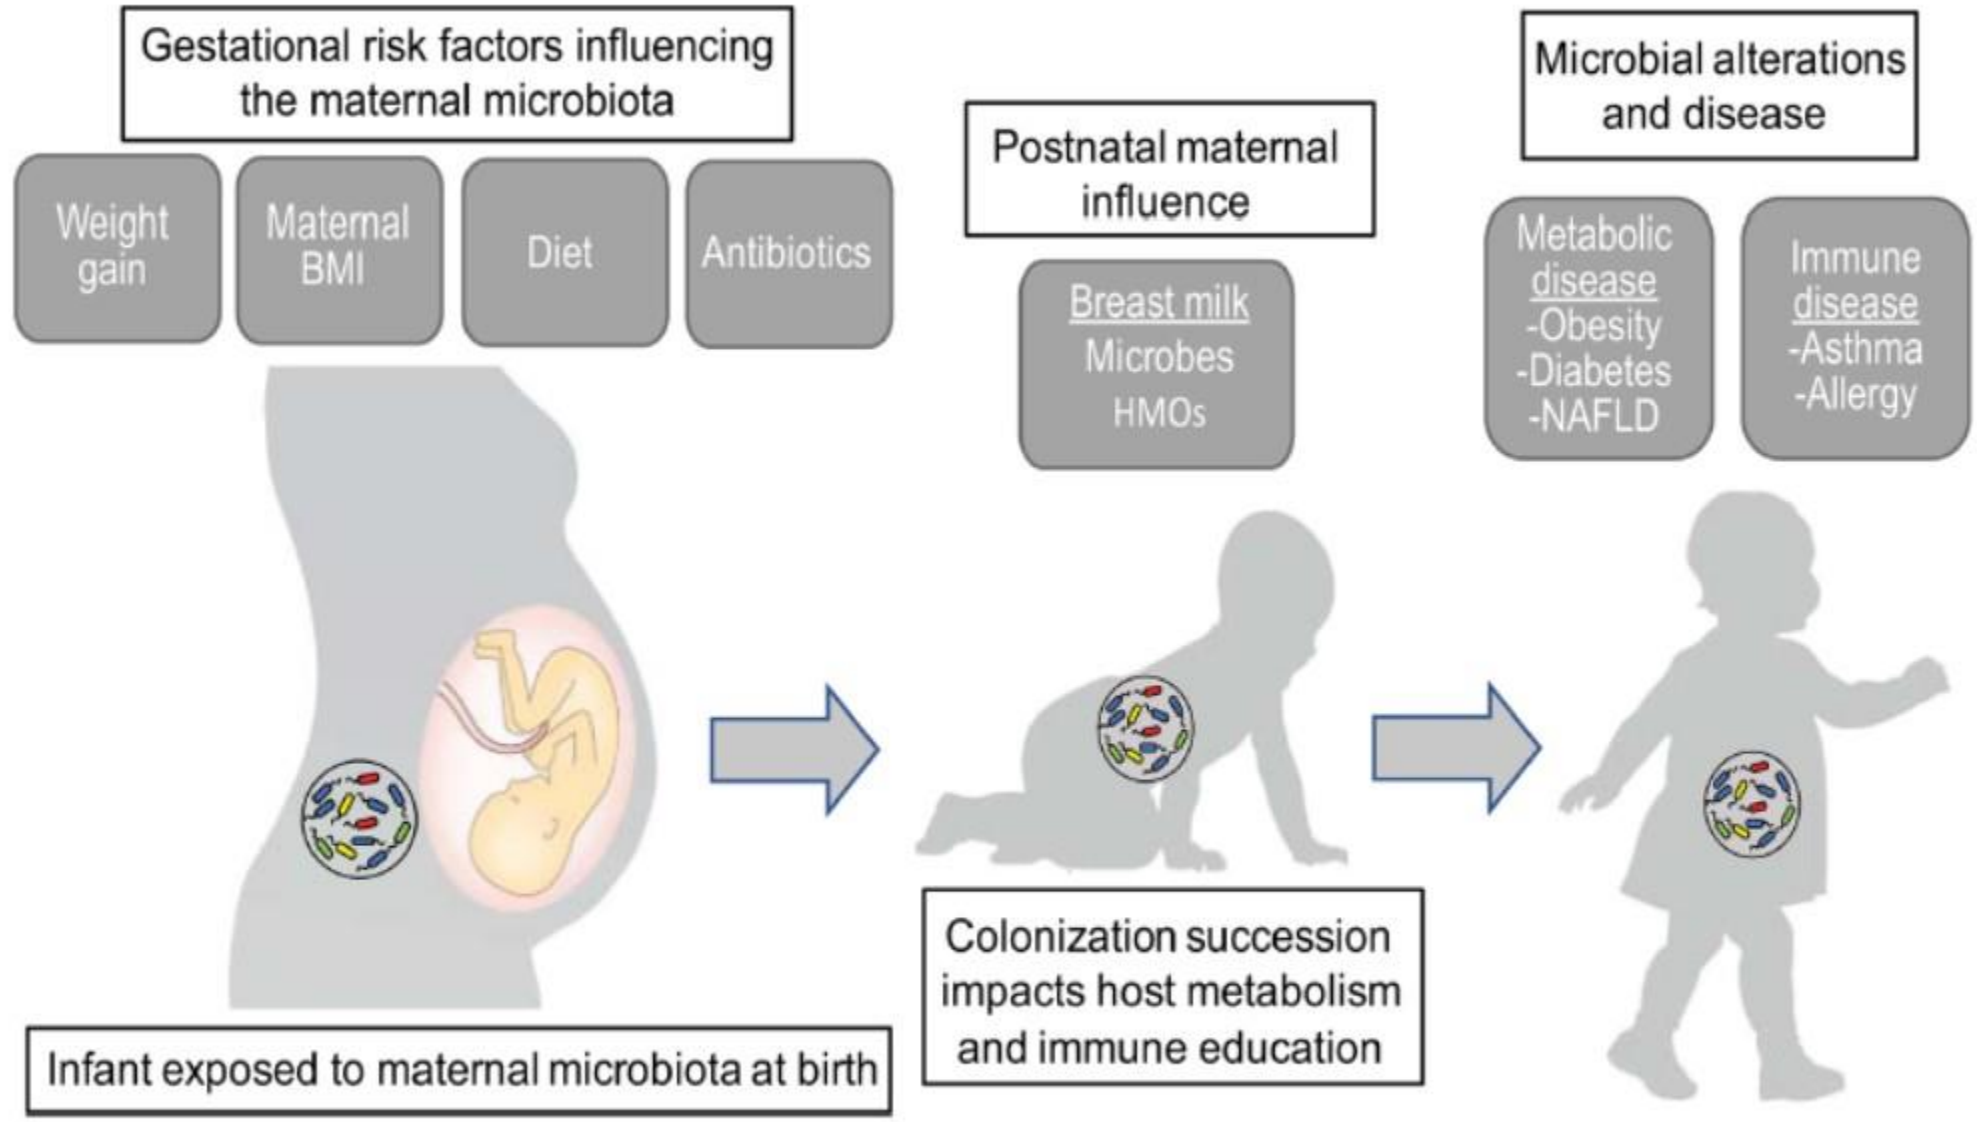 Gestational risk factors influencing
the maternal microbiota
Weight
gain
Maternal
BMI
Diet
Antibiotics
Infant exposed to maternal microbiota at birth
Postnatal maternal
influence
Breast milk
Microbes
HMOs
Colonization succession
impacts host metabolism
and immune education
Microbial alterations
and disease
Metabolic
disease
-Obesity
-Diabetes
-NAFLD
Immune
disease
-Asthma
-Allergy